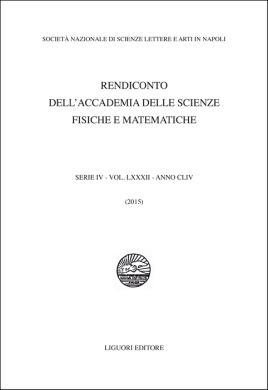 SOCIETÀ NAZIONALE DI SCIENZE LETTERE E ARTI IN NAPOLI
RENDICONTO
DELL'ACCADEMIA DELLE SCIENZE
FISICHE E MATEMATICHE
SERIE IV - VOL. LXXXII - ANNO CLIV
(2015)
LIGUORI EDITORE